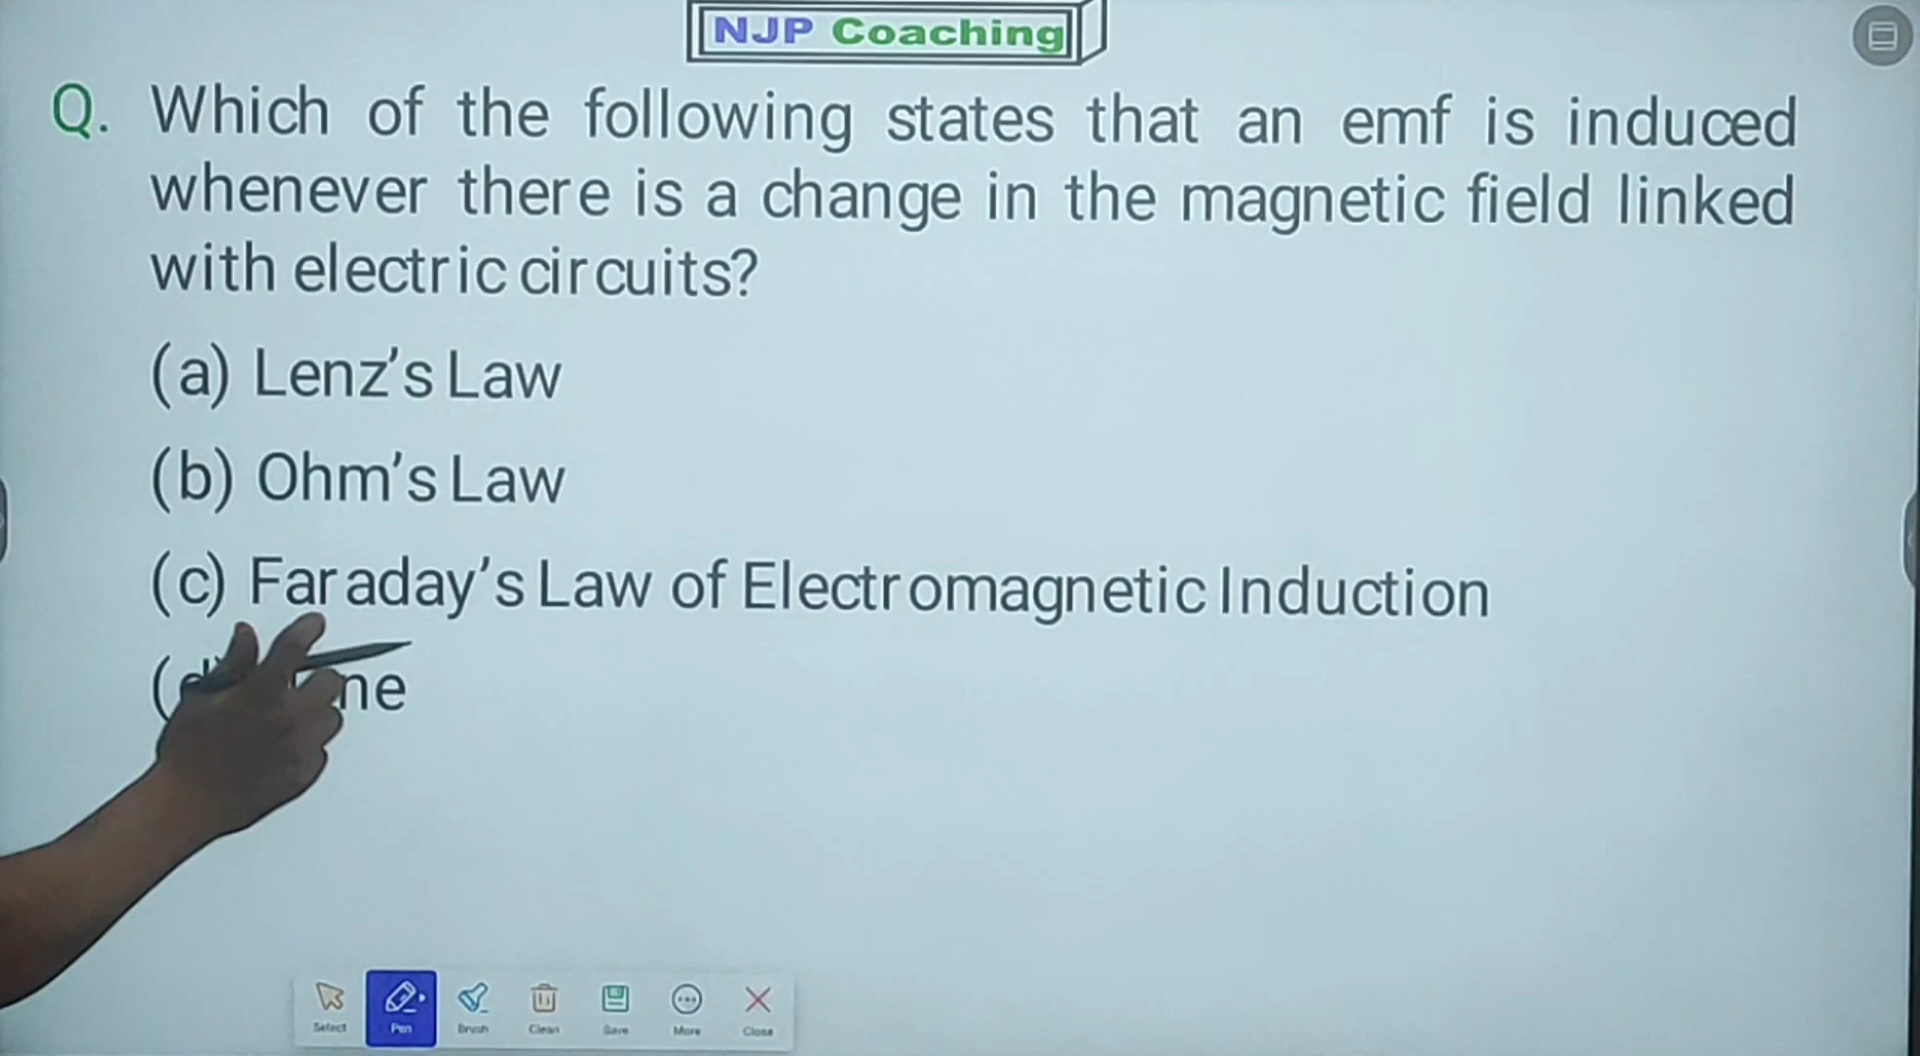 NJP Coaching
Q. Which of the following states that an emf is induced
whenever there is a change in the magnetic field linked
with electric circuits?
(a) Lenz's Law
(b) Ohm's Law
(c) Faraday's Law of Electromagnetic Induction
Select Pen Brush Clean Save More Close